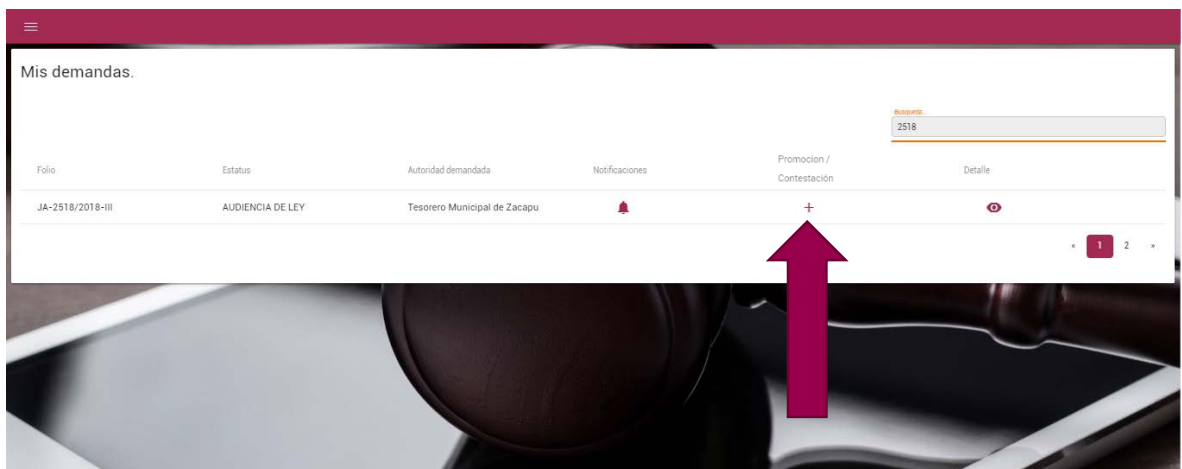 Mis demandas.
Búsqueda..
2518
Folio Estatus Autoridad demandada Notificaciones Promocion / Contestación Detalle
JA-2518/2018-III AUDIENCIA DE LEY Tesorero Municipal de Zacapu +
« 1 2 »